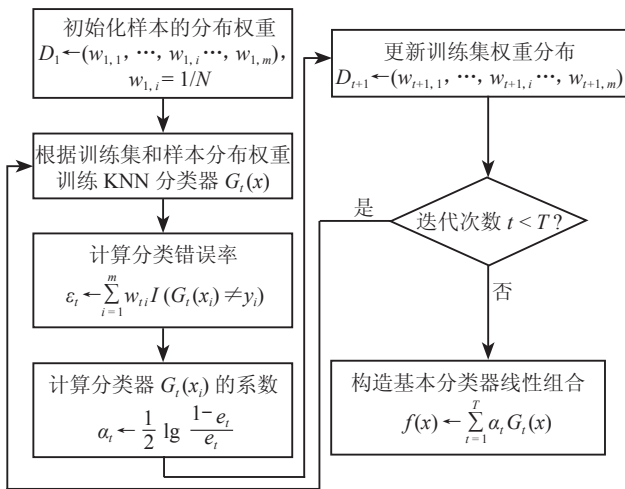 初始化样本的分布权重
D₁←(w₁,₁, …, w₁,ᵢ …, w₁,ₘ),
w₁,ᵢ = 1/N
根据训练集和样本分布权重
训练 KNN 分类器 Gₜ(x)
计算分类错误率
εₜ←∑ᵢ₌₁ᵐ wₜᵢ I (Gₜ(xᵢ) ≠ yᵢ)
计算分类器 Gₜ(xᵢ) 的系数
αₜ ← 1/2 lg (1−eₜ)/eₜ
更新训练集权重分布
Dₜ₊₁←(wₜ₊₁,₁, …, wₜ₊₁,ᵢ …, wₜ₊₁,ₘ)
是
迭代次数 t < T ?
否
构造基本分类器线性组合
f(x) ← ∑ₜ₌₁ᵀ αₜ Gₜ(x)